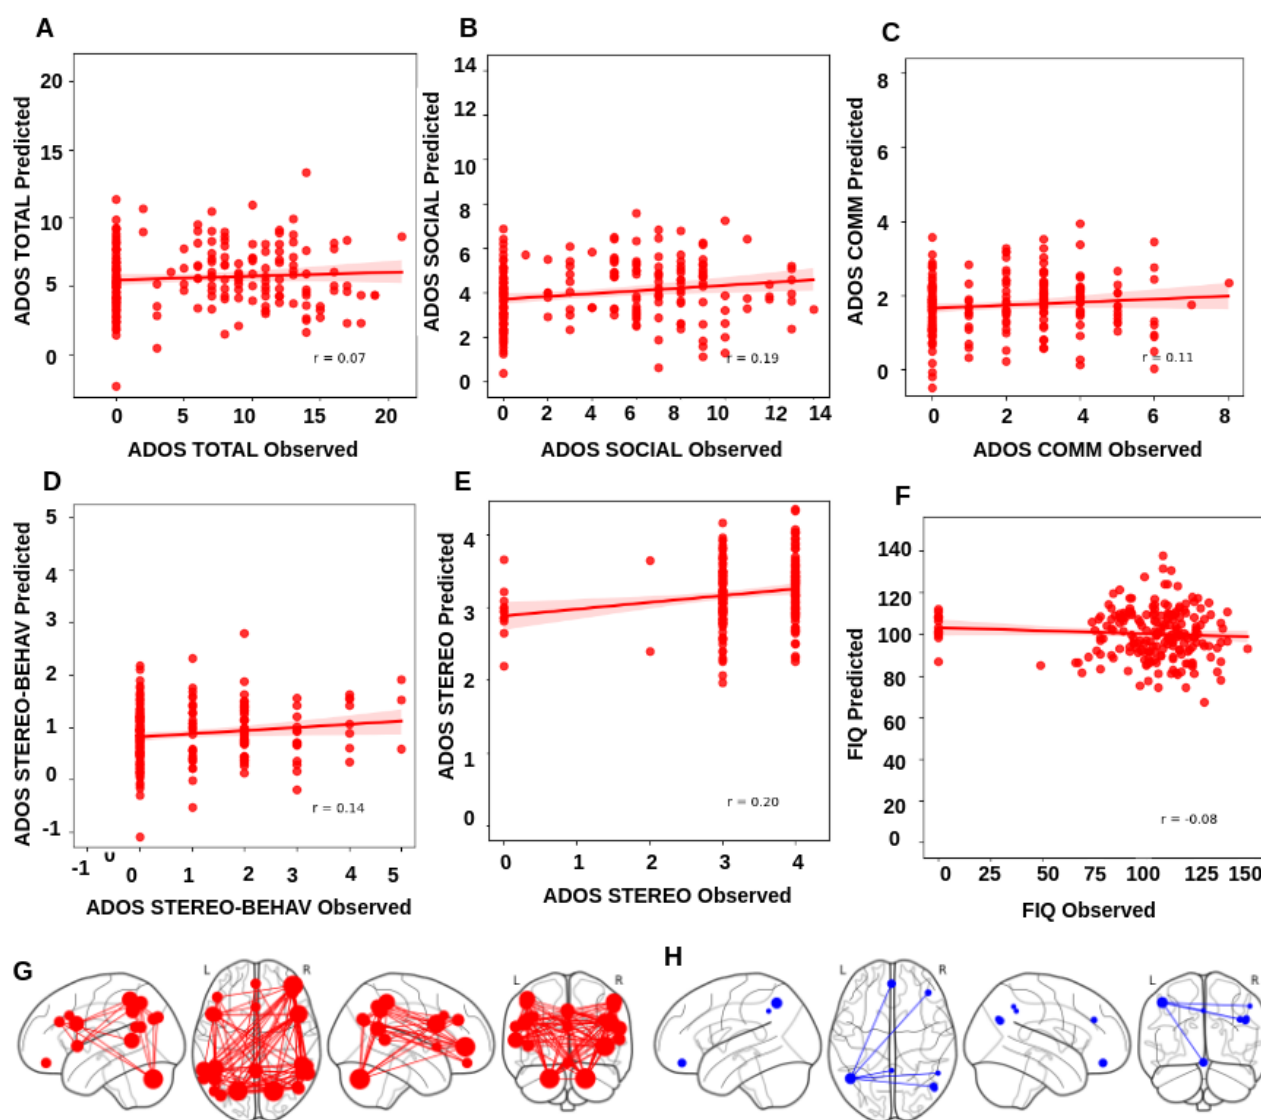 A
ADOS TOTAL Predicted
20
15
10
5
0
r = 0.07
0 5 10 15 20
ADOS TOTAL Observed
B
ADOS SOCIAL Predicted
14
12
10
8
6
4
2
0
r = 0.19
0 2 4 6 8 10 12 14
ADOS SOCIAL Observed
C
ADOS COMM Predicted
8
6
4
2
0
r = 0.11
0 2 4 6 8
ADOS COMM Observed
D
ADOS STEREO-BEHAV Predicted
5
4
3
2
1
0
-1
r = 0.14
-1 0 1 2 3 4 5
ADOS STEREO-BEHAV Observed
E
ADOS STEREO Predicted
4
3
2
1
0
r = 0.20
0 1 2 3 4
ADOS STEREO Observed
F
FIQ Predicted
140
120
100
80
60
40
20
0
r = -0.08
0 25 50 75 100 125 150
FIQ Observed
G
L R
L R
H
L R
L R